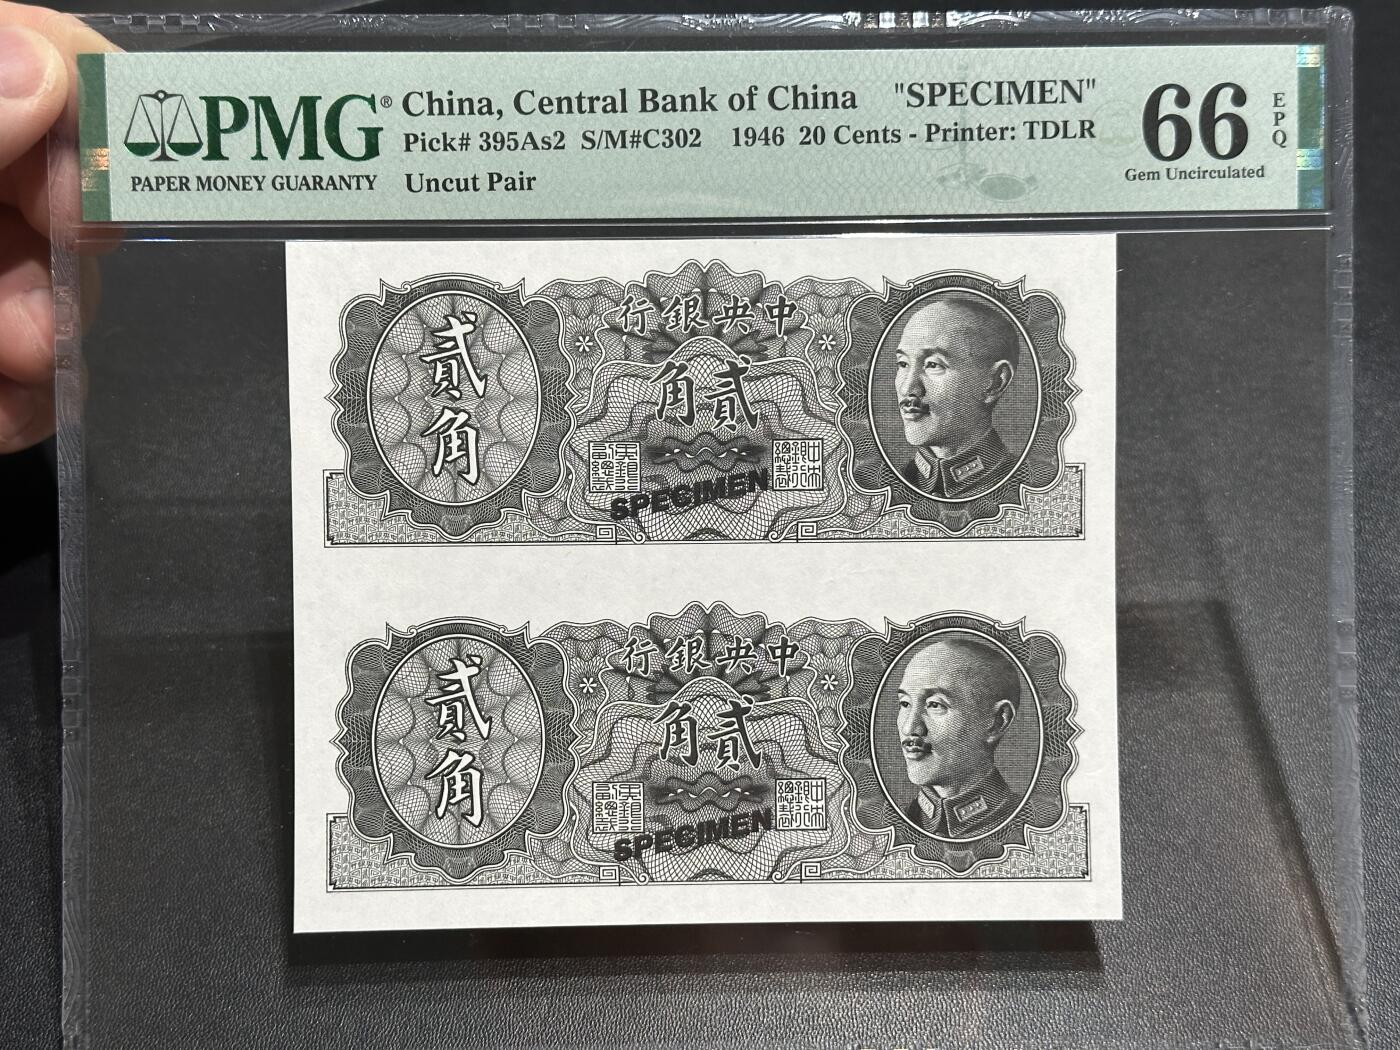 PMG® PAPER MONEY GUARANTY
China, Central Bank of China "SPECIMEN"
Pick# 395As2 S/M#C302 1946 20 Cents - Printer: TDLR
Uncut Pair
66 EPQ
Gem Uncirculated
行銀央中
角貳
貳角
SPECIMEN
行銀央中
角貳
貳角
SPECIMEN